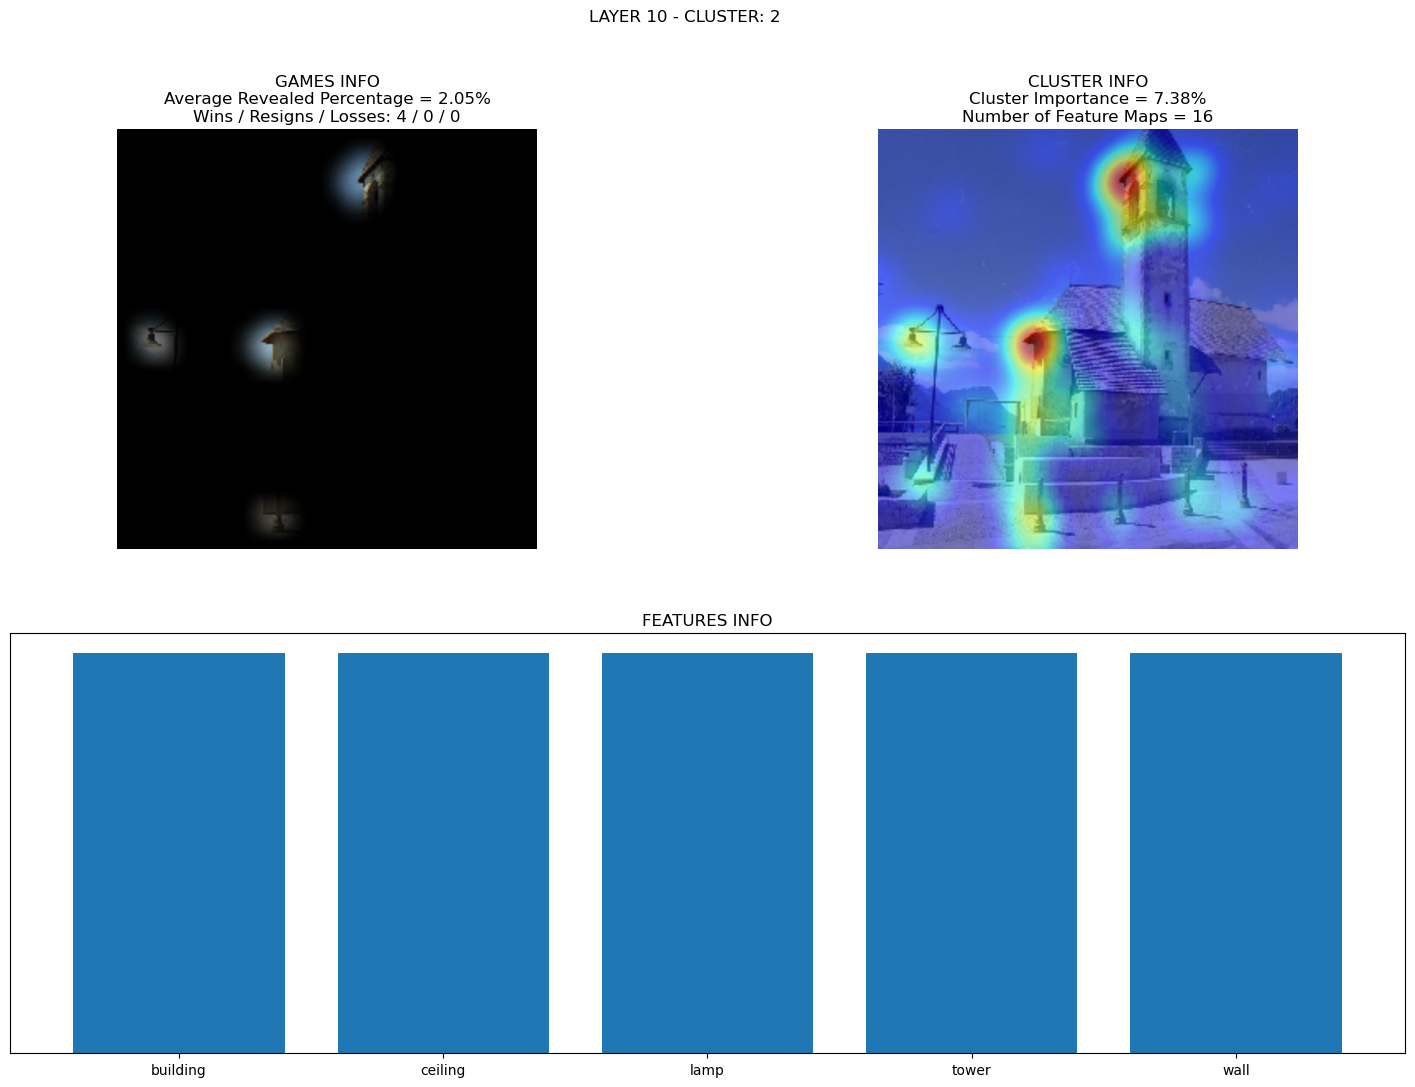 LAYER 10 - CLUSTER: 2
GAMES INFO
Average Revealed Percentage = 2.05%
Wins / Resigns / Losses: 4 / 0 / 0
CLUSTER INFO
Cluster Importance = 7.38%
Number of Feature Maps = 16
FEATURES INFO
building
ceiling
lamp
tower
wall